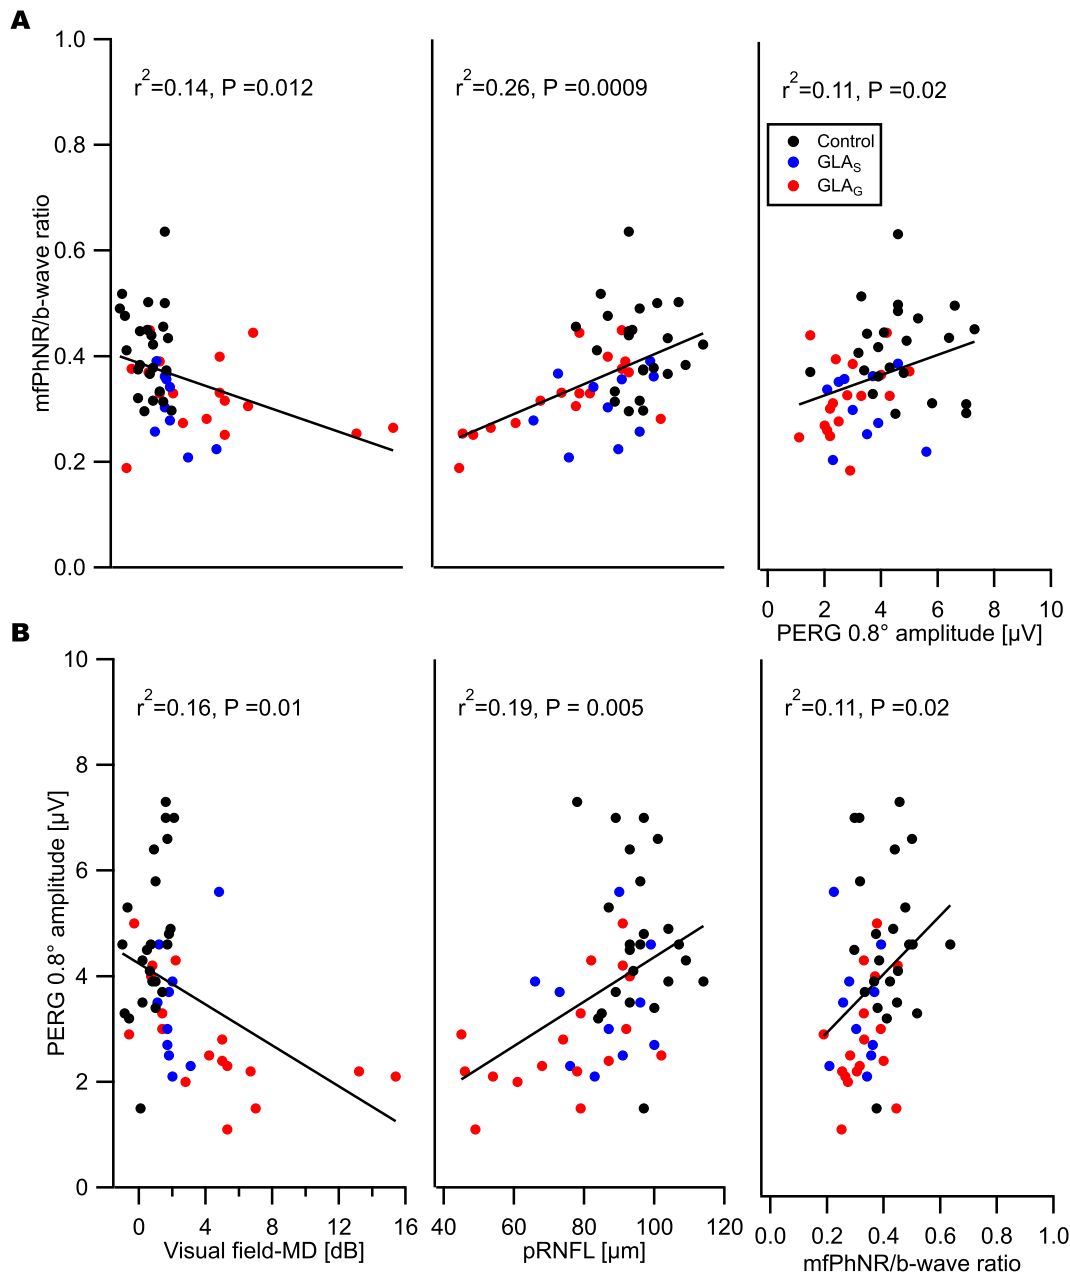 A
1.0
0.8
0.6
0.4
0.2
0.0
mfPhNR/b-wave ratio
r²=0.14, P =0.012
r²=0.26, P =0.0009
r²=0.11, P =0.02
Control
GLA_S
GLA_G
0 2 4 6 8 10
PERG 0.8° amplitude [µV]
B
10
8
6
4
2
0
PERG 0.8° amplitude [µV]
r²=0.16, P =0.01
r²=0.19, P = 0.005
r²=0.11, P =0.02
0 4 8 12 16
Visual field-MD [dB]
40 60 80 100 120
pRNFL [µm]
0.0 0.2 0.4 0.6 0.8 1.0
mfPhNR/b-wave ratio